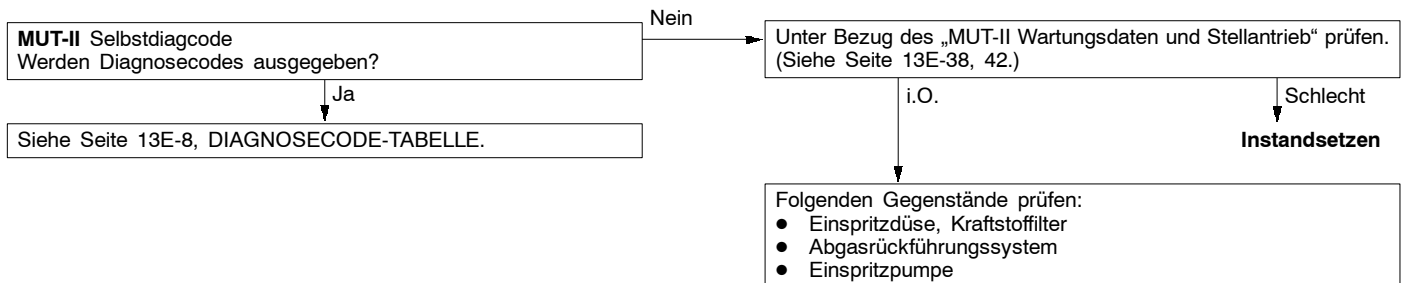 Nein
MUT-II Selbstdiagcode
Werden Diagnosecodes ausgegeben?
Unter Bezug des „MUT-II Wartungsdaten und Stellantrieb“ prüfen.
(Siehe Seite 13E-38, 42.)
Ja
i.O.
Schlecht
Siehe Seite 13E-8, DIAGNOSECODE-TABELLE.
Instandsetzen
Folgenden Gegenstände prüfen:
● Einspritzdüse, Kraftstoffilter
● Abgasrückführungssystem
● Einspritzpumpe